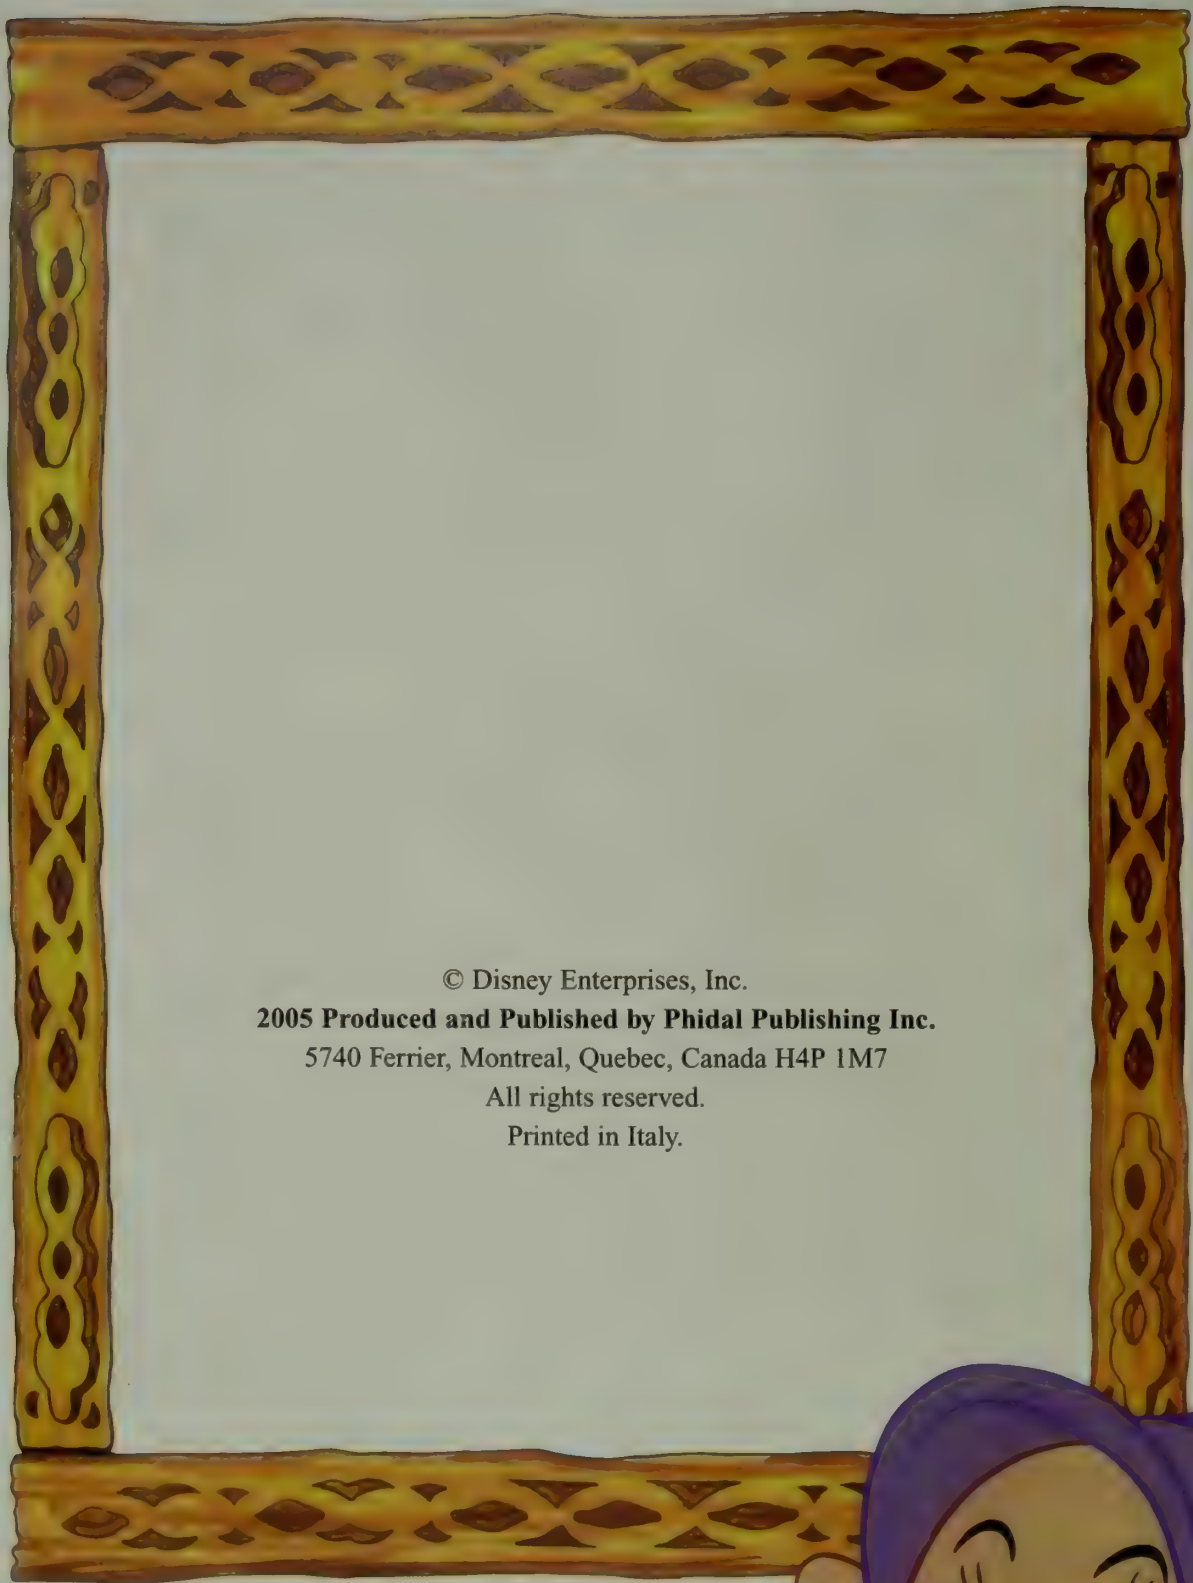 © Disney Enterprises, Inc.
2005 Produced and Published by Phidal Publishing Inc.
5740 Ferrier, Montreal, Quebec, Canada H4P 1M7
All rights reserved.
Printed in Italy.